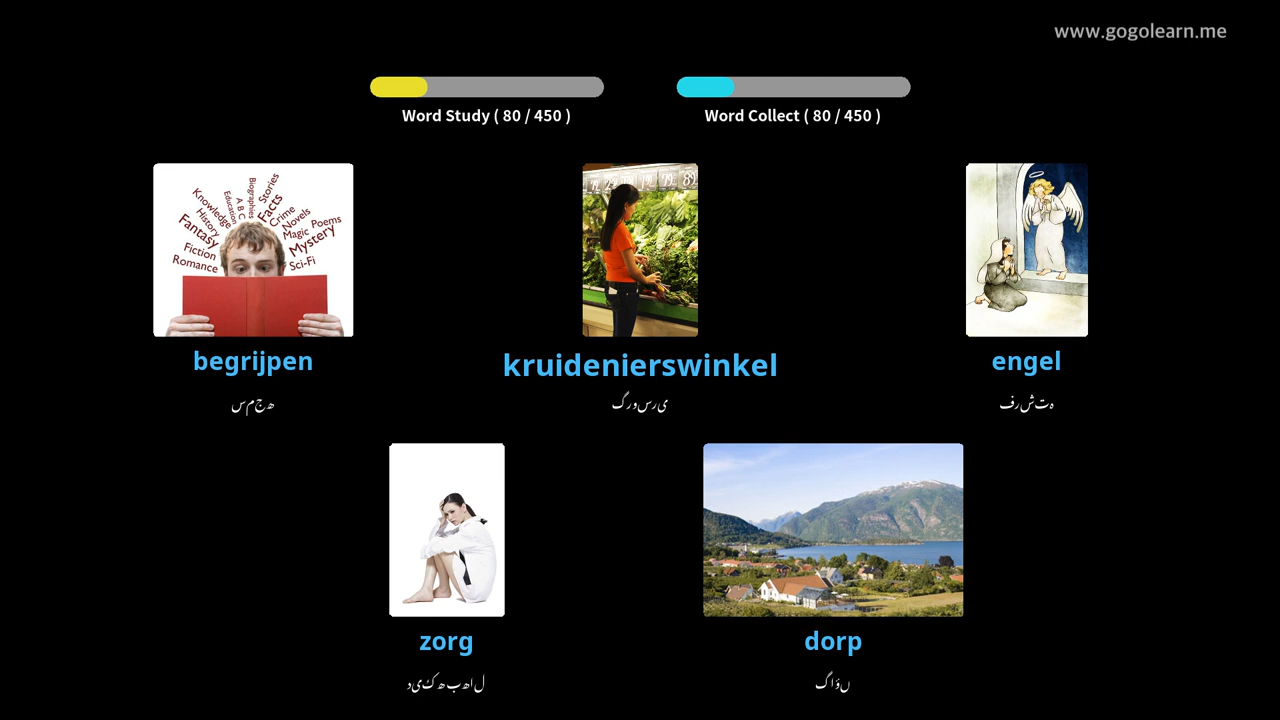 www.gogolearn.me
Word Study ( 80 / 450 )
Word Collect ( 80 / 450 )
Knowledge
History
Fantasy
Fiction
Romance
Education
A B C
Biographies
Stories
Facts
Crime
Novels
Magic
Poems
Mystery
Sci-Fi
begrijpen
سمجھ
kruidenierswinkel
گروسری
engel
فرشتہ
zorg
دیکھ بھال
dorp
گاؤں